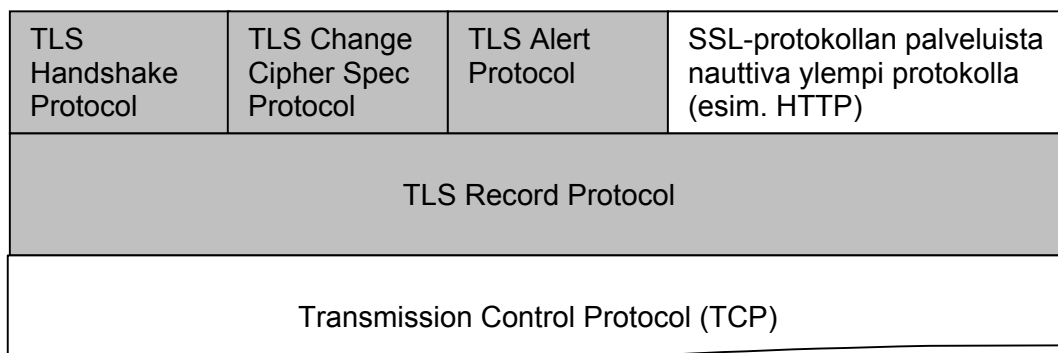 TLS
Handshake
Protocol
TLS Change
Cipher Spec
Protocol
TLS Alert
Protocol
SSL-protokollan palveluista
nauttiva ylempi protokolla
(esim. HTTP)
TLS Record Protocol
Transmission Control Protocol (TCP)